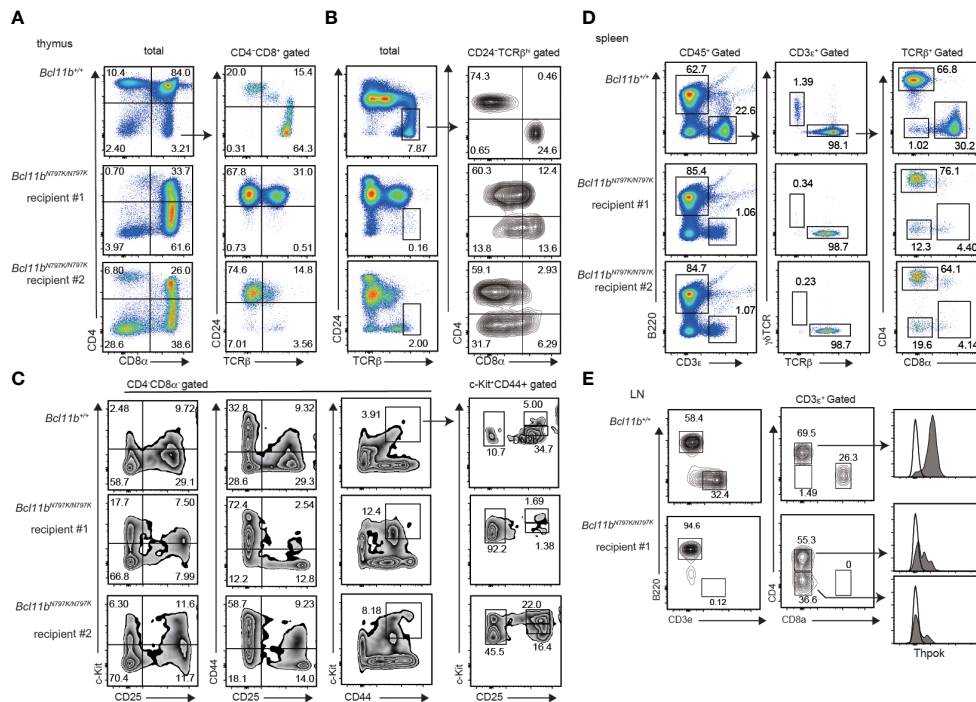 A
thymus
total
CD4⁻CD8⁺ gated
Bcl11b⁺/⁺
10.4 84.0
2.40 3.21
20.0 15.4
0.31 64.3
Bcl11bᴺ⁷⁹⁷ᴷ/ᴺ⁷⁹⁷ᴷ
recipient #1
0.70 33.7
3.97 61.6
67.8 31.0
0.73 0.51
Bcl11bᴺ⁷⁹⁷ᴷ/ᴺ⁷⁹⁷ᴷ
recipient #2
6.80 26.0
28.6 38.6
74.6 14.8
7.01 3.56
CD4
CD8α
CD24
TCRβ
B
total
CD24⁻TCRβʰⁱ gated
7.87
74.3 0.46
0.65 24.6
0.16
60.3 12.4
13.8 13.6
2.00
59.1 2.93
31.7 6.29
CD24
TCRβ
CD4
CD8α
C
CD4⁻CD8α⁻ gated
c-Kit⁺CD44+ gated
Bcl11b⁺/⁺
2.48 9.72
58.7 29.1
32.8 9.32
28.6 29.3
3.91
5.00
10.7 34.7
Bcl11bᴺ⁷⁹⁷ᴷ/ᴺ⁷⁹⁷ᴷ
recipient #1
17.7 7.50
66.8 7.99
72.4 2.54
12.2 12.8
12.4
1.69
92.2 1.38
Bcl11bᴺ⁷⁹⁷ᴷ/ᴺ⁷⁹⁷ᴷ
recipient #2
6.30 11.6
70.4 11.7
58.7 9.23
18.1 14.0
8.18
22.0
45.5 16.4
c-Kit
CD25
CD44
CD25
c-Kit
CD44
c-Kit
CD25
D
spleen
CD45⁺ Gated
CD3ε⁺ Gated
TCRβ⁺ Gated
Bcl11b⁺/⁺
62.7
22.6
1.39
98.1
66.8
1.02 30.2
Bcl11bᴺ⁷⁹⁷ᴷ/ᴺ⁷⁹⁷ᴷ
recipient #1
85.4
1.06
0.34
98.7
76.1
12.3 4.40
Bcl11bᴺ⁷⁹⁷ᴷ/ᴺ⁷⁹⁷ᴷ
recipient #2
84.7
1.07
0.23
98.7
64.1
19.6 4.14
B220
CD3ε
γδTCR
TCRβ
CD4
CD8α
E
LN
CD3ε⁺ Gated
Bcl11b⁺/⁺
58.4
32.4
69.5
26.3
1.49
Bcl11bᴺ⁷⁹⁷ᴷ/ᴺ⁷⁹⁷ᴷ
recipient #1
94.6
0.12
55.3
0
36.6
B220
CD3e
CD4
CD8a
Thpok